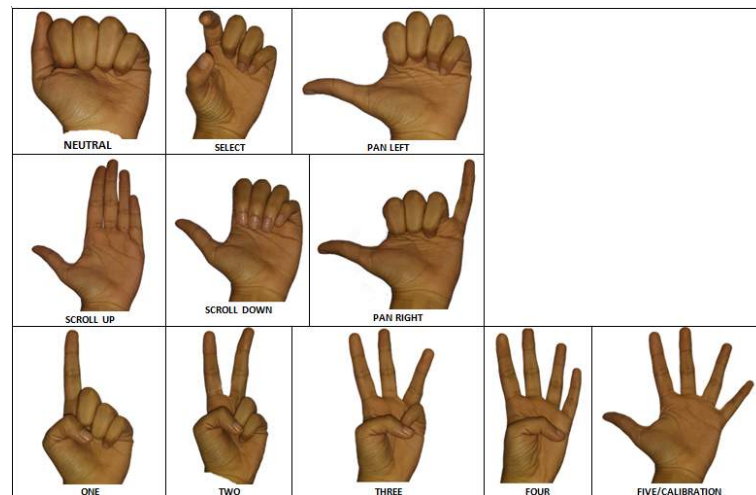 NEUTRAL
SELECT
PAN LEFT
SCROLL UP
SCROLL DOWN
PAN RIGHT
ONE
TWO
THREE
FOUR
FIVE/CALIBRATION